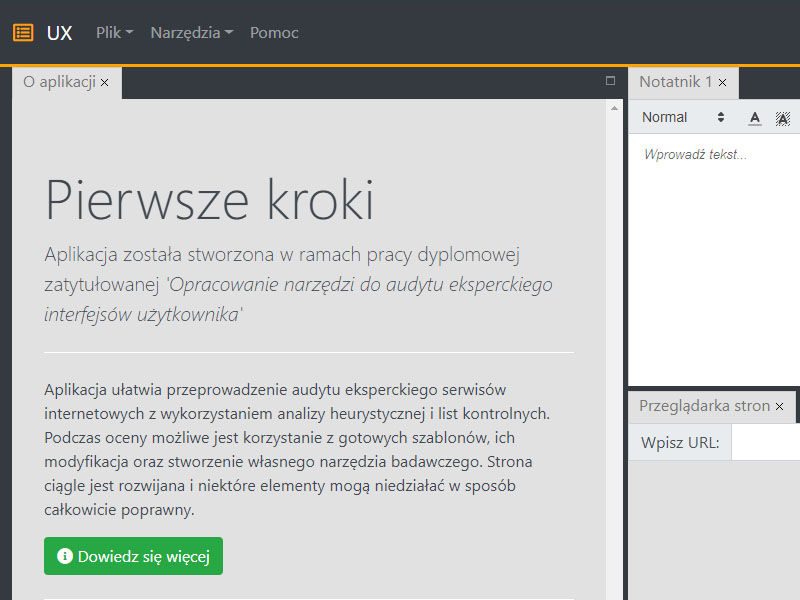 UX Plik Narzędzia Pomoc
O aplikacji
Pierwsze kroki
Aplikacja została stworzona w ramach pracy dyplomowej
zatytułowanej 'Opracowanie narzędzi do audytu eksperckiego
interfejsów użytkownika'
Aplikacja ułatwia przeprowadzenie audytu eksperckiego serwisów
internetowych z wykorzystaniem analizy heurystycznej i list kontrolnych.
Podczas oceny możliwe jest korzystanie z gotowych szablonów, ich
modyfikacja oraz stworzenie własnego narzędzia badawczego. Strona
ciągle jest rozwijana i niektóre elementy mogą niedziałać w sposób
całkowicie poprawny.
Dowiedz się więcej
Notatnik 1
Normal A A
Wprowadź tekst...
Przeglądarka stron
Wpisz URL: